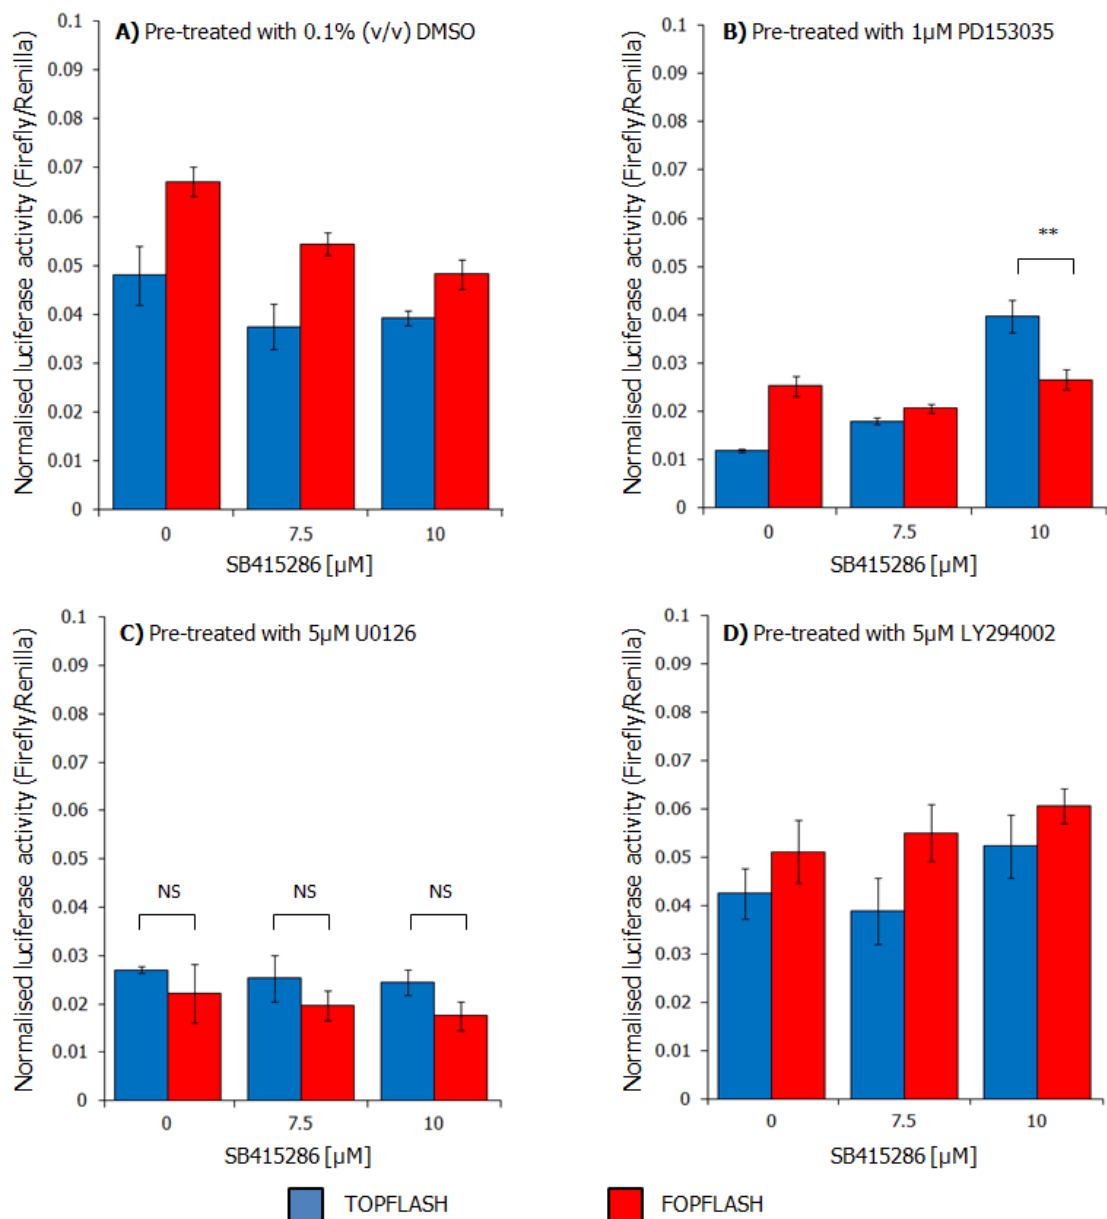 A) Pre-treated with 0.1% (v/v) DMSO
Normalised luciferase activity (Firefly/Renilla)
0.1
0.09
0.08
0.07
0.06
0.05
0.04
0.03
0.02
0.01
0
0 7.5 10
SB415286 [µM]
B) Pre-treated with 1µM PD153035
Normalised luciferase activity (Firefly/Renilla)
0.1
0.09
0.08
0.07
0.06
0.05
0.04
0.03
0.02
0.01
0
**
0 7.5 10
SB415286 [µM]
C) Pre-treated with 5µM U0126
Normalised luciferase activity (Firefly/Renilla)
0.1
0.09
0.08
0.07
0.06
0.05
0.04
0.03
0.02
0.01
0
NS NS NS
0 7.5 10
SB415286 [µM]
D) Pre-treated with 5µM LY294002
Normalised luciferase activity (Firefly/Renilla)
0.1
0.09
0.08
0.07
0.06
0.05
0.04
0.03
0.02
0.01
0
0 7.5 10
SB415286 [µM]
TOPFLASH FOPFLASH